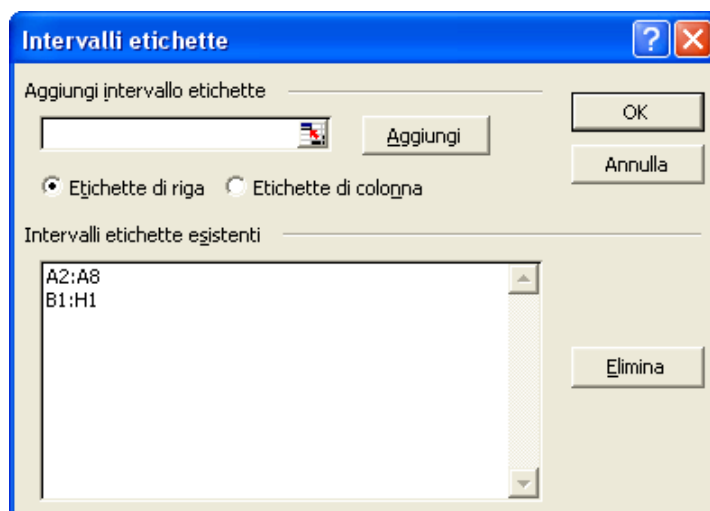 Intervalli etichette
Aggiungi intervallo etichette
OK
Aggiungi
Annulla
Etichette di riga Etichette di colonna
Intervalli etichette esistenti
A2:A8
B1:H1
Elimina